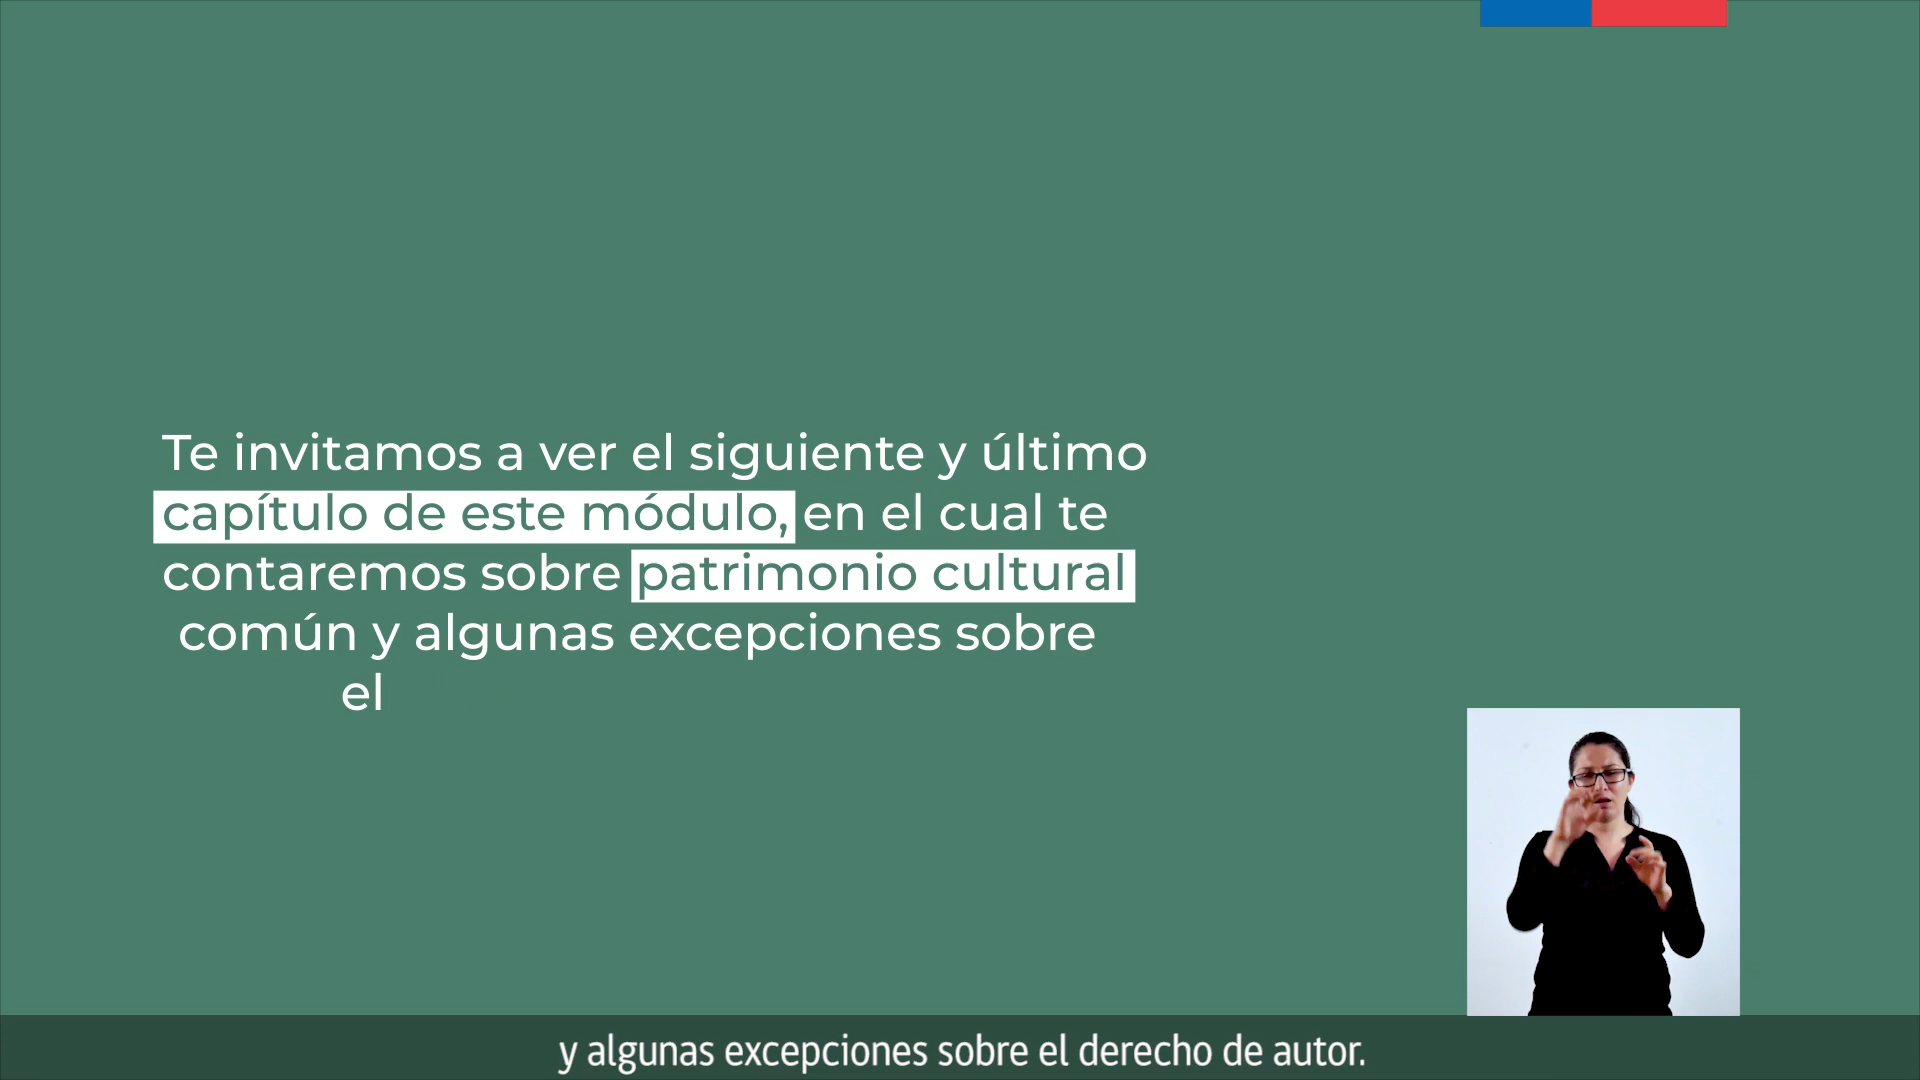 Te invitamos a ver el siguiente y último
capítulo de este módulo, en el cual te
contaremos sobre patrimonio cultural
común y algunas excepciones sobre
el
y algunas excepciones sobre el derecho de autor.